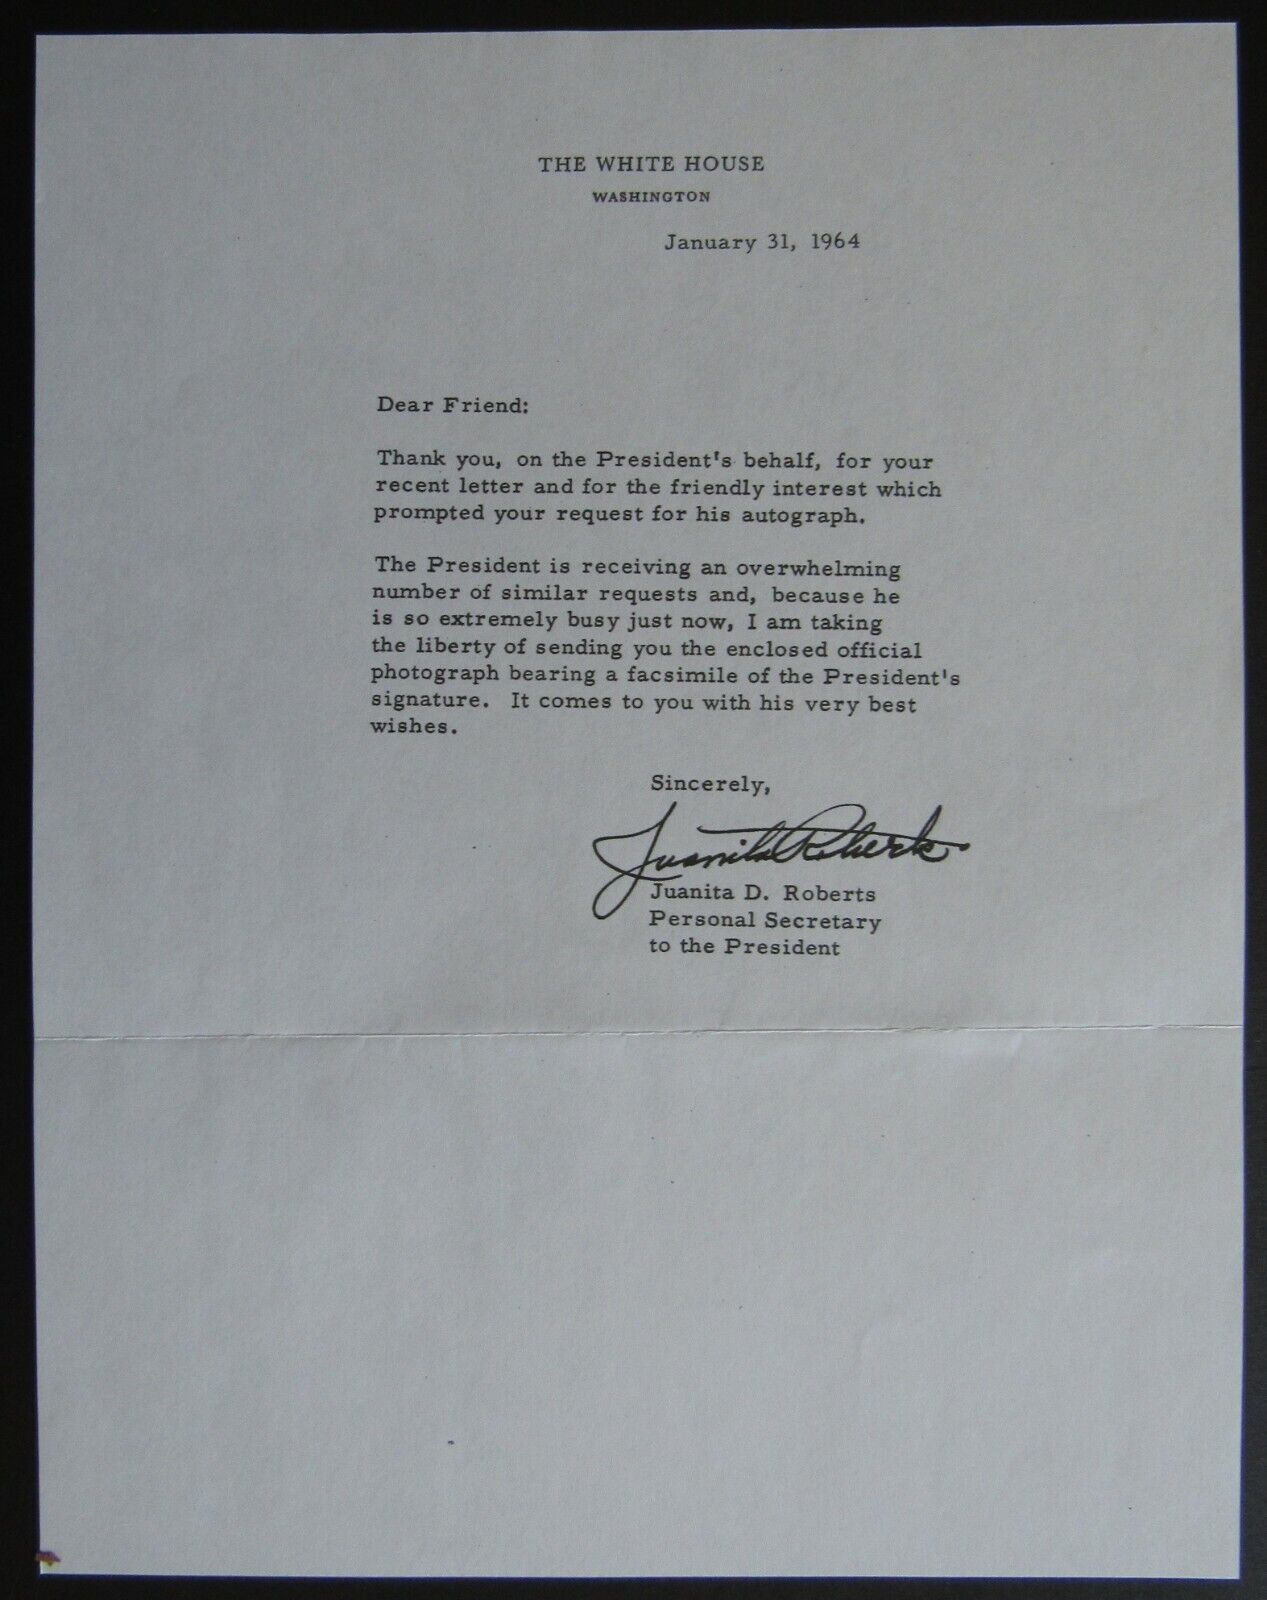 THE WHITE HOUSE
WASHINGTON
January 31, 1964
Dear Friend:
Thank you, on the President's behalf, for your
recent letter and for the friendly interest which
prompted your request for his autograph.
The President is receiving an overwhelming
number of similar requests and, because he
is so extremely busy just now, I am taking
the liberty of sending you the enclosed official
photograph bearing a facsimile of the President's
signature. It comes to you with his very best
wishes.
Sincerely,
Juanita Roberts
Juanita D. Roberts
Personal Secretary
to the President